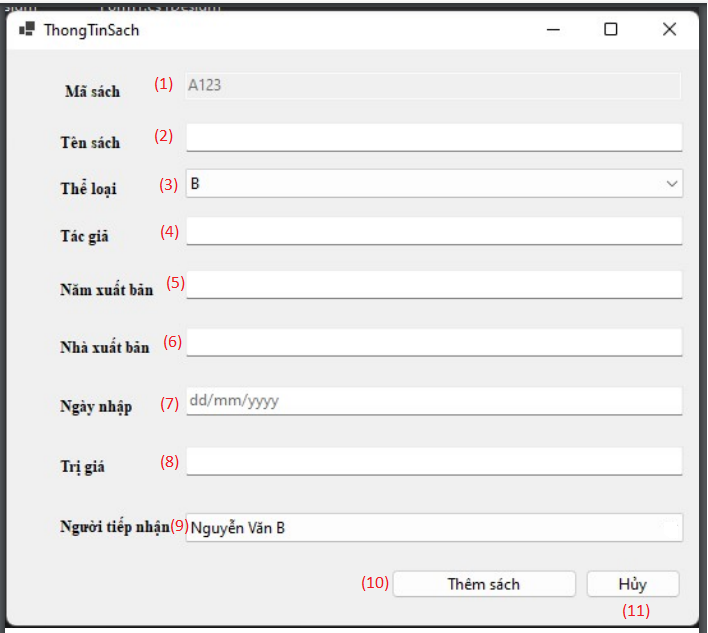 ThongTinSach
Mã sách (1) A123
Tên sách (2)
Thể loại (3) B
Tác giả (4)
Năm xuất bản (5)
Nhà xuất bản (6)
Ngày nhập (7) dd/mm/yyyy
Trị giá (8)
Người tiếp nhận (9) Nguyễn Văn B
(10) Thêm sách Hủy
(11)